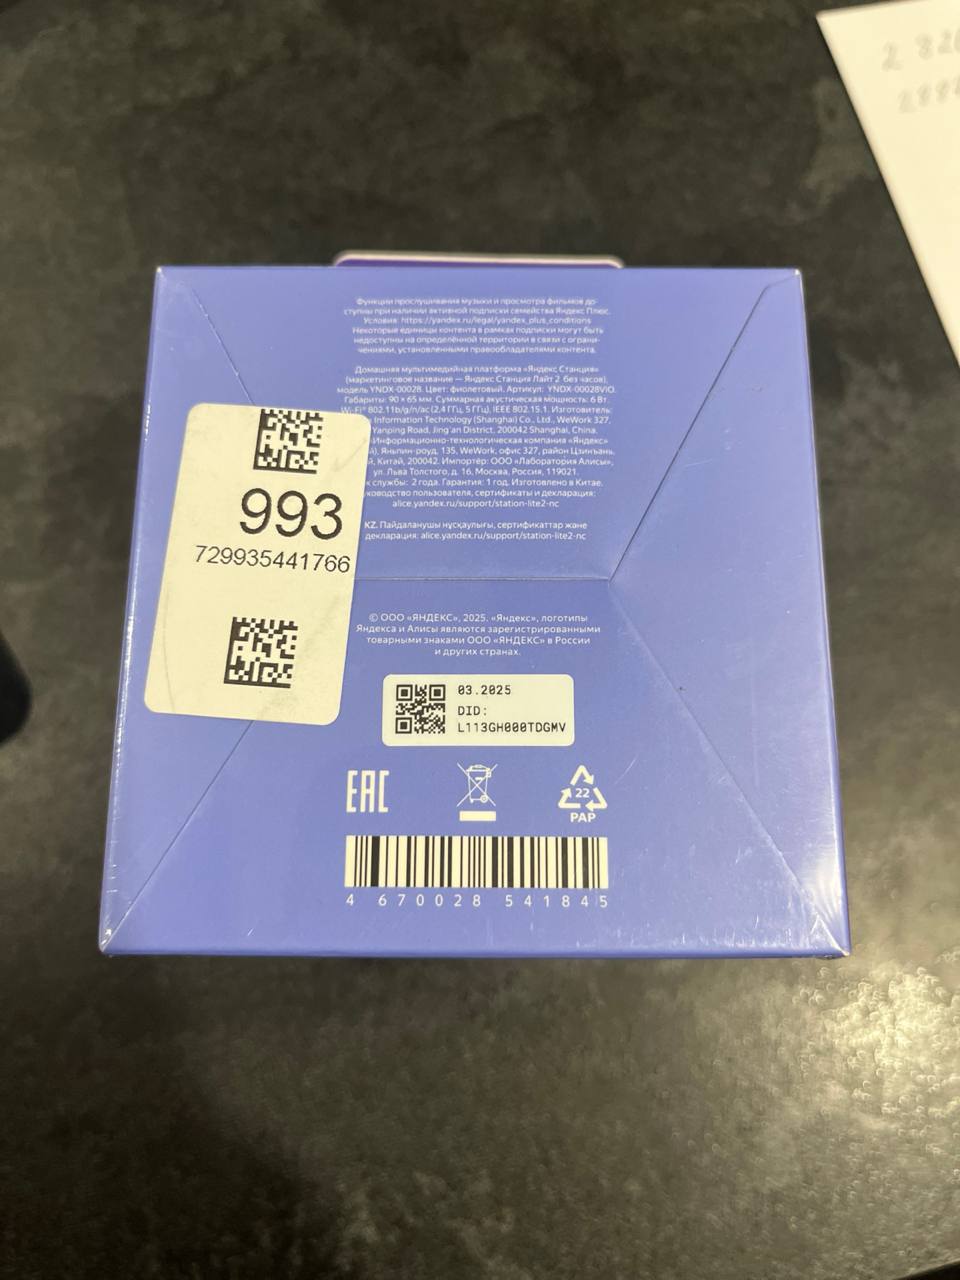 Функции прослушивания музыки и просмотра фильмов до-
ступны при наличии активной подписки семейства Яндекс Плюс.
Условия: https://yandex.ru/legal/yandex_plus_conditions
Некоторые единицы контента в рамках подписки могут быть
недоступны на определённой территории в связи с ограни-
чениями, установленными правообладателями контента.
Домашняя мультимедийная платформа «Яндекс Станция»
(маркетинговое название — Яндекс Станция Лайт 2 без часов),
модель YNDX-00028. Цвет: фиолетовый. Артикул: YNDX-00028VIO.
Габариты: 90 × 65 мм. Суммарная акустическая мощность: 6 Вт.
Wi-Fi® 802.11b/g/n/ac (2,4 ГГц, 5 ГГц), IEEE 802.15.1. Изготовитель:
Information Technology (Shanghai) Co., Ltd., WeWork 327,
Yanping Road, Jing'an District, 200042 Shanghai, China.
Информационно-технологическая компания «Яндекс»
Яньпин-роуд, 135, WeWork, офис 327, район Цзинъань,
й, Китай, 200042. Импортёр: ООО «Лаборатория Алисы»,
ул. Льва Толстого, д. 16, Москва, Россия, 119021.
к службы: 2 года. Гарантия: 1 год. Изготовлено в Китае.
уководство пользователя, сертификаты и декларация:
alice.yandex.ru/support/station-lite2-nc
KZ. Пайдаланушы нұсқаулығы, сертификаттар және
декларация: alice.yandex.ru/support/station-lite2-nc
993
729935441766
© ООО «ЯНДЕКС», 2025. «Яндекс», логотипы
Яндекса и Алисы являются зарегистрированными
товарными знаками ООО «ЯНДЕКС» в России
и других странах.
03.2025
DID:
L113GH000TDGMV
EAC
22
PAP
4 670028 541845